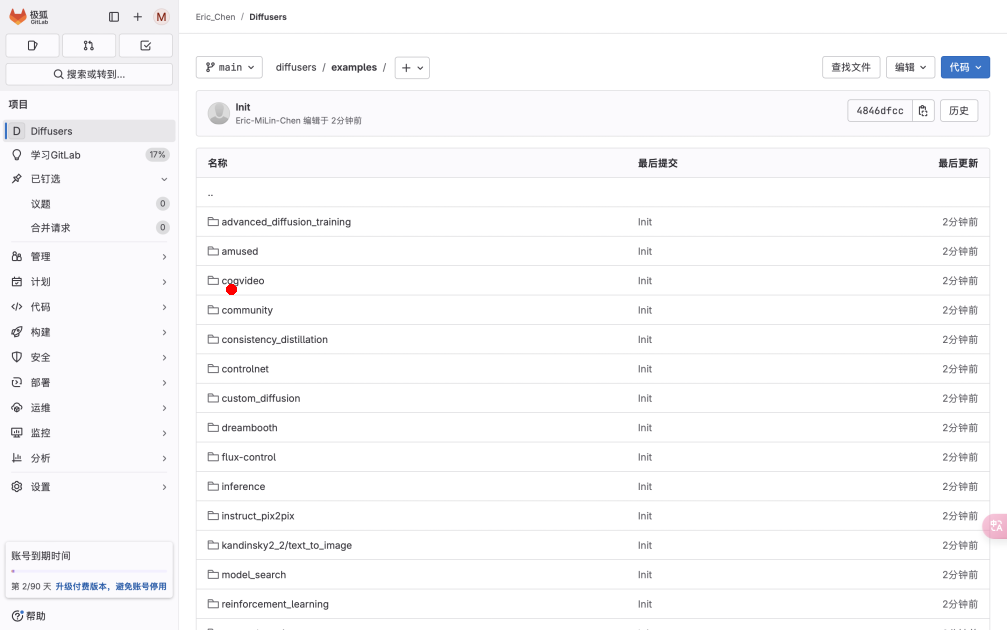 极狐
GitLab
M
Eric_Chen / Diffusers
搜索或转到...
项目
D Diffusers
学习GitLab 17%
已钉选
议题 0
合并请求 0
管理
计划
代码
构建
安全
部署
运维
监控
分析
设置
账号到期时间
第 2/90 天 升级付费版本，避免账号停用
帮助
main
diffusers / examples /
查找文件
编辑
代码
Init
Eric-MiLin-Chen 编辑于 2分钟前
4846dfcc
历史
名称 最后提交 最后更新
..
advanced_diffusion_training Init 2分钟前
amused Init 2分钟前
cogvideo Init 2分钟前
community Init 2分钟前
consistency_distillation Init 2分钟前
controlnet Init 2分钟前
custom_diffusion Init 2分钟前
dreambooth Init 2分钟前
flux-control Init 2分钟前
inference Init 2分钟前
instruct_pix2pix Init 2分钟前
kandinsky2_2/text_to_image Init 2分钟前
model_search Init 2分钟前
reinforcement_learning Init 2分钟前